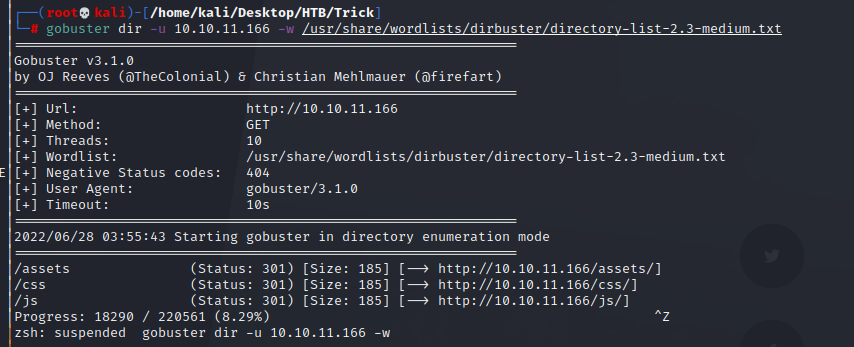 (root💀kali)-[/home/kali/Desktop/HTB/Trick]
# gobuster dir -u 10.10.11.166 -w /usr/share/wordlists/dirbuster/directory-list-2.3-medium.txt
Gobuster v3.1.0
by OJ Reeves (@TheColonial) & Christian Mehlmauer (@firefart)
[+] Url:                     http://10.10.11.166
[+] Method:                  GET
[+] Threads:                 10
[+] Wordlist:                /usr/share/wordlists/dirbuster/directory-list-2.3-medium.txt
E [+] Negative Status codes:   404
[+] User Agent:              gobuster/3.1.0
[+] Timeout:                 10s
2022/06/28 03:55:43 Starting gobuster in directory enumeration mode
/assets               (Status: 301) [Size: 185] [--> http://10.10.11.166/assets/]
/css                  (Status: 301) [Size: 185] [--> http://10.10.11.166/css/]
/js                   (Status: 301) [Size: 185] [--> http://10.10.11.166/js/]
Progress: 18290 / 220561 (8.29%) ^Z
zsh: suspended  gobuster dir -u 10.10.11.166 -w